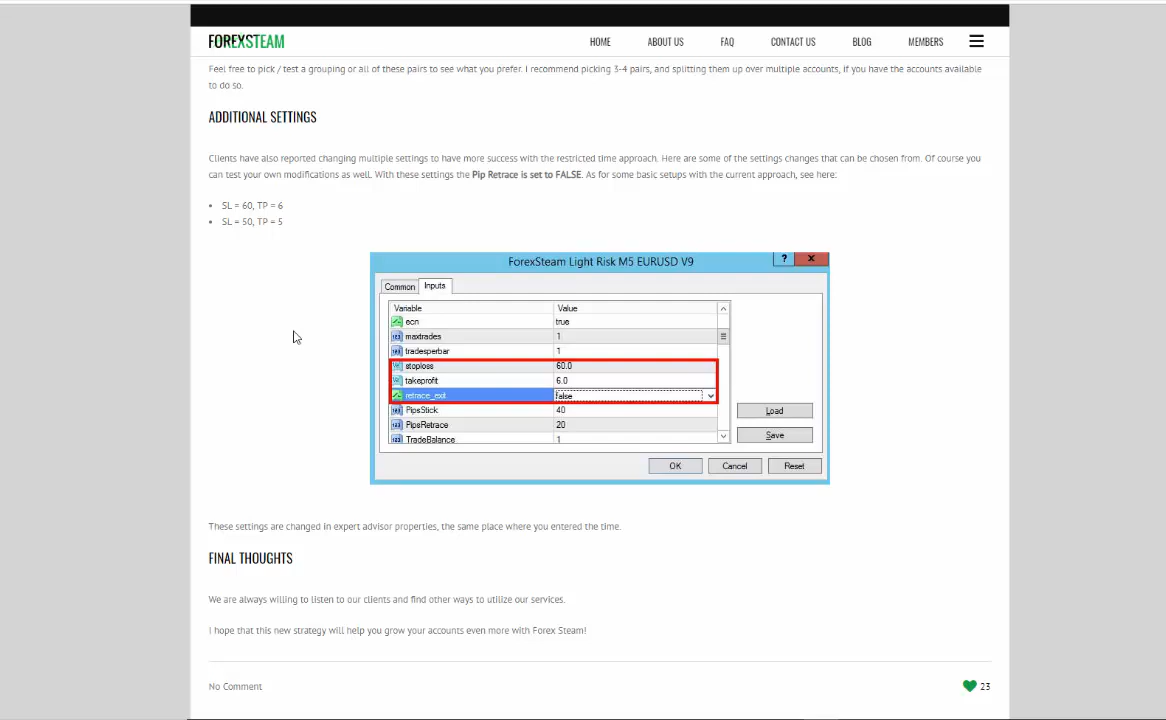 FOREXSTEAM HOME ABOUT US FAQ CONTACT US BLOG MEMBERS
Feel free to pick / test a grouping or all of these pairs to see what you prefer. I recommend picking 3-4 pairs, and splitting them up over multiple accounts, if you have the accounts available
to do so.
ADDITIONAL SETTINGS
Clients have also reported changing multiple settings to have more success with the restricted time approach. Here are some of the settings changes that can be chosen from. Of course you
can test your own modifications as well. With these settings the Pip Retrace is set to FALSE. As for some basic setups with the current approach, see here:
• SL = 60, TP = 6
• SL = 50, TP = 5
ForexSteam Light Risk M5 EURUSD V9 ? X
Common Inputs
Variable Value
ecn true
123 maxtrades 1
123 tradesperbar 1
stoploss 60.0
takeprofit 6.0
retrace_exit false
123 PipsStick 40
123 PipsRetrace 20
123 TradeBalance 1
Load
Save
OK Cancel Reset
These settings are changed in expert advisor properties, the same place where you entered the time.
FINAL THOUGHTS
We are always willing to listen to our clients and find other ways to utilize our services.
I hope that this new strategy will help you grow your accounts even more with Forex Steam!
No Comment 23